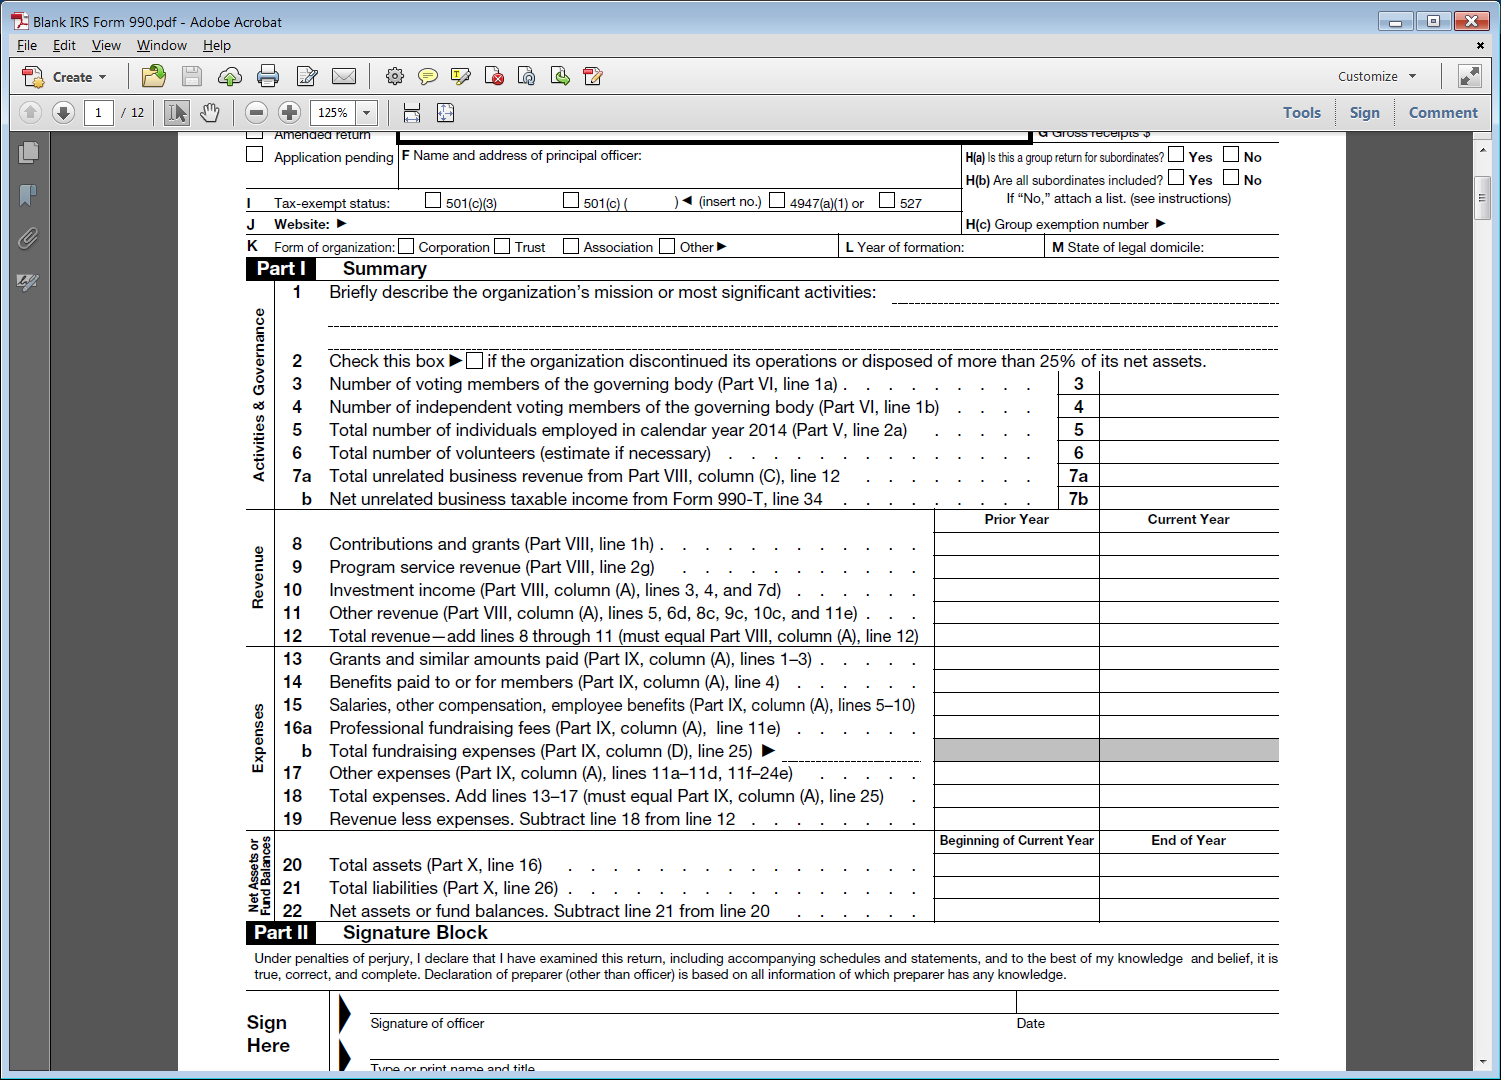 Blank IRS Form 990.pdf - Adobe Acrobat
File Edit View Window Help
Create Customize
1 / 12 125% Tools Sign Comment
Amended return G Gross receipts $
Application pending F Name and address of principal officer: H(a) Is this a group return for subordinates? Yes No
H(b) Are all subordinates included? Yes No
If “No,” attach a list. (see instructions)
I Tax-exempt status: 501(c)(3) 501(c) ( ) ◄ (insert no.) 4947(a)(1) or 527
J Website: ► H(c) Group exemption number ►
K Form of organization: Corporation Trust Association Other ► L Year of formation: M State of legal domicile:
Part I Summary
Activities & Governance
1 Briefly describe the organization’s mission or most significant activities:
2 Check this box ► if the organization discontinued its operations or disposed of more than 25% of its net assets.
3 Number of voting members of the governing body (Part VI, line 1a) . . . . . . . . . 3
4 Number of independent voting members of the governing body (Part VI, line 1b) . . . . 4
5 Total number of individuals employed in calendar year 2014 (Part V, line 2a) . . . . . 5
6 Total number of volunteers (estimate if necessary) . . . . . . . . . . . . . . 6
7a Total unrelated business revenue from Part VIII, column (C), line 12 . . . . . . . . 7a
b Net unrelated business taxable income from Form 990-T, line 34 . . . . . . . . . 7b
Prior Year Current Year
Revenue
8 Contributions and grants (Part VIII, line 1h) . . . . . . . . . . . .
9 Program service revenue (Part VIII, line 2g) . . . . . . . . . . .
10 Investment income (Part VIII, column (A), lines 3, 4, and 7d) . . . . . .
11 Other revenue (Part VIII, column (A), lines 5, 6d, 8c, 9c, 10c, and 11e) . . .
12 Total revenue—add lines 8 through 11 (must equal Part VIII, column (A), line 12)
Expenses
13 Grants and similar amounts paid (Part IX, column (A), lines 1–3) . . . . .
14 Benefits paid to or for members (Part IX, column (A), line 4) . . . . . .
15 Salaries, other compensation, employee benefits (Part IX, column (A), lines 5–10)
16a Professional fundraising fees (Part IX, column (A), line 11e) . . . . . .
b Total fundraising expenses (Part IX, column (D), line 25) ►
17 Other expenses (Part IX, column (A), lines 11a–11d, 11f–24e) . . . . .
18 Total expenses. Add lines 13–17 (must equal Part IX, column (A), line 25) .
19 Revenue less expenses. Subtract line 18 from line 12 . . . . . . . .
Net Assets or Fund Balances
Beginning of Current Year End of Year
20 Total assets (Part X, line 16) . . . . . . . . . . . . . . . .
21 Total liabilities (Part X, line 26) . . . . . . . . . . . . . . . .
22 Net assets or fund balances. Subtract line 21 from line 20 . . . . . .
Part II Signature Block
Under penalties of perjury, I declare that I have examined this return, including accompanying schedules and statements, and to the best of my knowledge and belief, it is
true, correct, and complete. Declaration of preparer (other than officer) is based on all information of which preparer has any knowledge.
Sign Here
Signature of officer Date
Type or print name and title